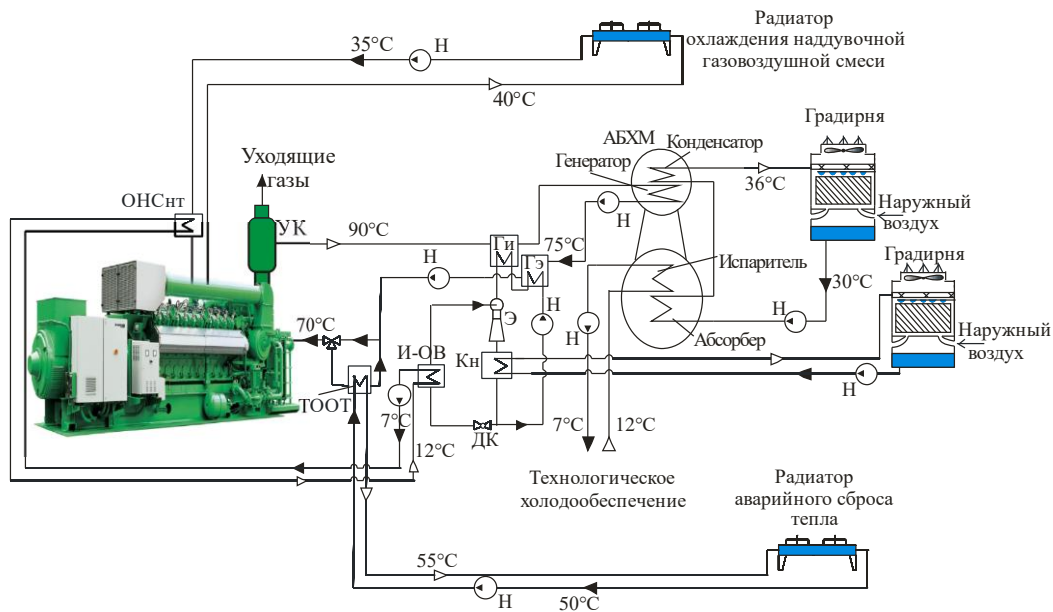 Радиатор
охлаждения наддувочной
газовоздушной смеси
35°C
Н
40°C
Градирня
АБХМ
Конденсатор
Генератор
36°C
Уходящие
газы
ОНСнт
УК
90°C
Н
Наружный
воздух
Ги
Гэ
75°C
Н
Градирня
Испаритель
30°C
Э
Н
Н
Н
Абсорбер
Наружный
воздух
70°C
И-ОВ
Кн
Н
ТООТ
Н
7°C
12°C
ДК
7°C
12°C
Технологическое
холодообеспечение
Радиатор
аварийного сброса
тепла
55°C
Н
50°C